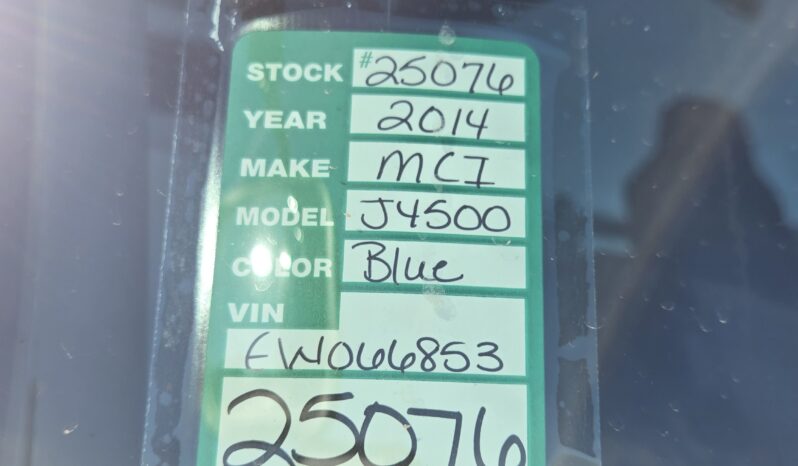 STOCK #25076
YEAR 2014
MAKE MCI
MODEL J4500
COLOR Blue
VIN
EW066853
25076